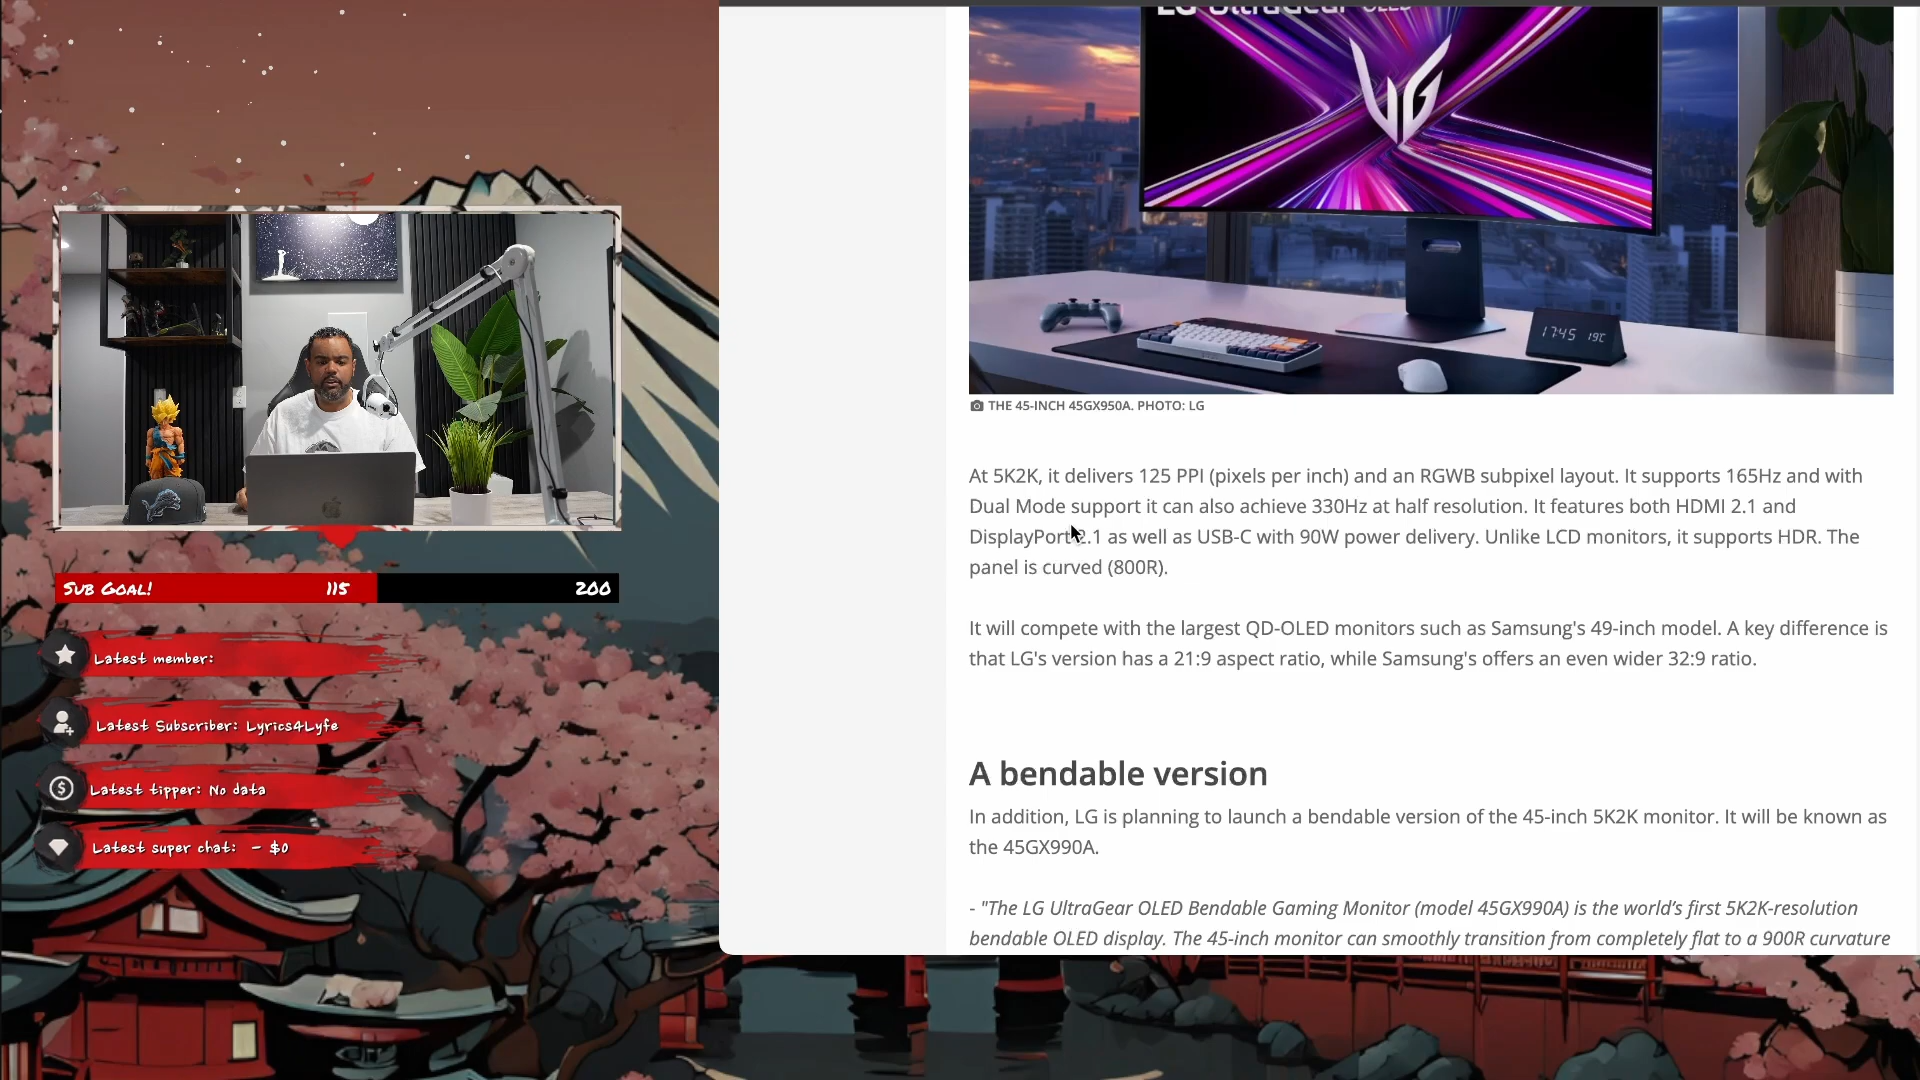 LG UltraGear OLED
17:45 19°C
THE 45-INCH 45GX950A. PHOTO: LG
At 5K2K, it delivers 125 PPI (pixels per inch) and an RGWB subpixel layout. It supports 165Hz and with
Dual Mode support it can also achieve 330Hz at half resolution. It features both HDMI 2.1 and
DisplayPort 2.1 as well as USB-C with 90W power delivery. Unlike LCD monitors, it supports HDR. The
panel is curved (800R).
It will compete with the largest QD-OLED monitors such as Samsung's 49-inch model. A key difference is
that LG's version has a 21:9 aspect ratio, while Samsung's offers an even wider 32:9 ratio.
A bendable version
In addition, LG is planning to launch a bendable version of the 45-inch 5K2K monitor. It will be known as
the 45GX990A.
- "The LG UltraGear OLED Bendable Gaming Monitor (model 45GX990A) is the world’s first 5K2K-resolution
bendable OLED display. The 45-inch monitor can smoothly transition from completely flat to a 900R curvature
Sub Goal! 115 200
Latest member:
Latest Subscriber: Lyrics4Lyfe
Latest tipper: No data
Latest super chat: - $0